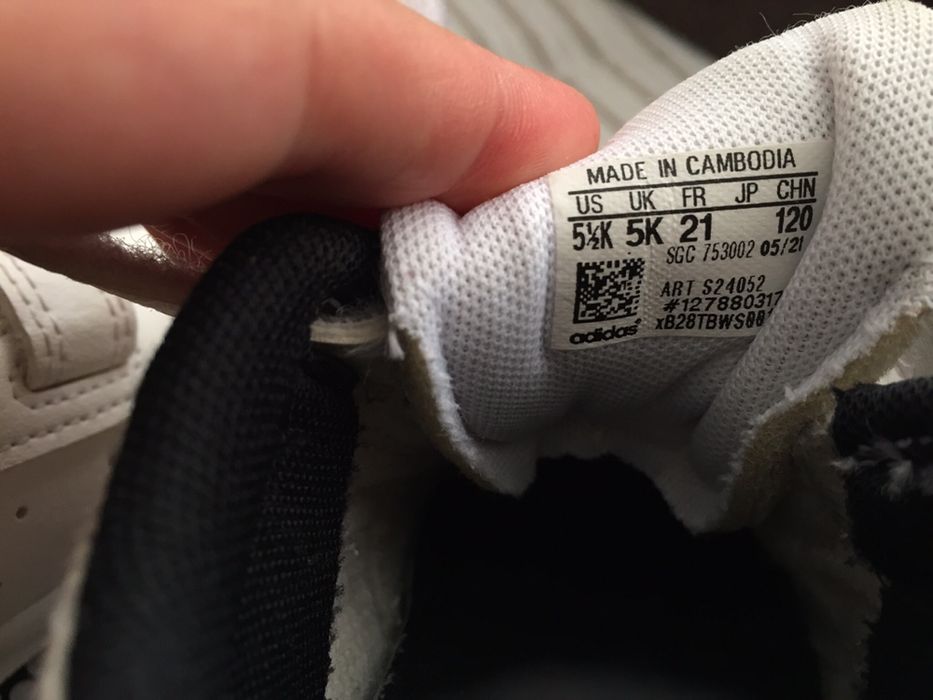 MADE IN CAMBODIA
US UK FR JP CHN
5½K 5K 21 120
SGC 753002 05/21
ART S24052
#127880317
adidas